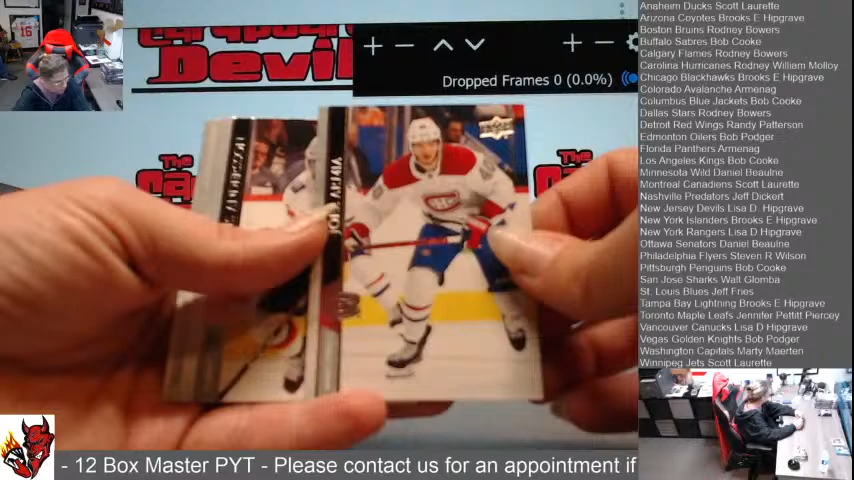 Anaheim Ducks Scott Laurette
Arizona Coyotes Brooks E Hipgrave
Boston Bruins Rodney Bowers
Buffalo Sabres Bob Cooke
Calgary Flames Rodney Bowers
Carolina Hurricanes Rodney William Molloy
Chicago Blackhawks Brooks E Hipgrave
Colorado Avalanche Armenag
Columbus Blue Jackets Bob Cooke
Dallas Stars Rodney Bowers
Detroit Red Wings Randy Patterson
Edmonton Oilers Bob Podger
Florida Panthers Armenag
Los Angeles Kings Bob Cooke
Minnesota Wild Daniel Beaulne
Montreal Canadiens Scott Laurette
Nashville Predators Jeff Dickert
New Jersey Devils Lisa D. Hipgrave
New York Islanders Brooks E Hipgrave
New York Rangers Lisa D. Hipgrave
Ottawa Senators Daniel Beaulne
Philadelphia Flyers Steven R Wilson
Pittsburgh Penguins Bob Cooke
San Jose Sharks Walt Glomba
St. Louis Blues Jeff Fries
Tampa Bay Lightning Brooks E Hipgrave
Toronto Maple Leafs Jennifer Pettitt Piercey
Vancouver Canucks Lisa D Hipgrave
Vegas Golden Knights Bob Podger
Washington Capitals Marty Maerten
Winnipeg Jets Scott Laurette
Dropped Frames 0 (0.0%)
Devil
The
The
16
JOEL ARMIA
- 12 Box Master PYT - Please contact us for an appointment if